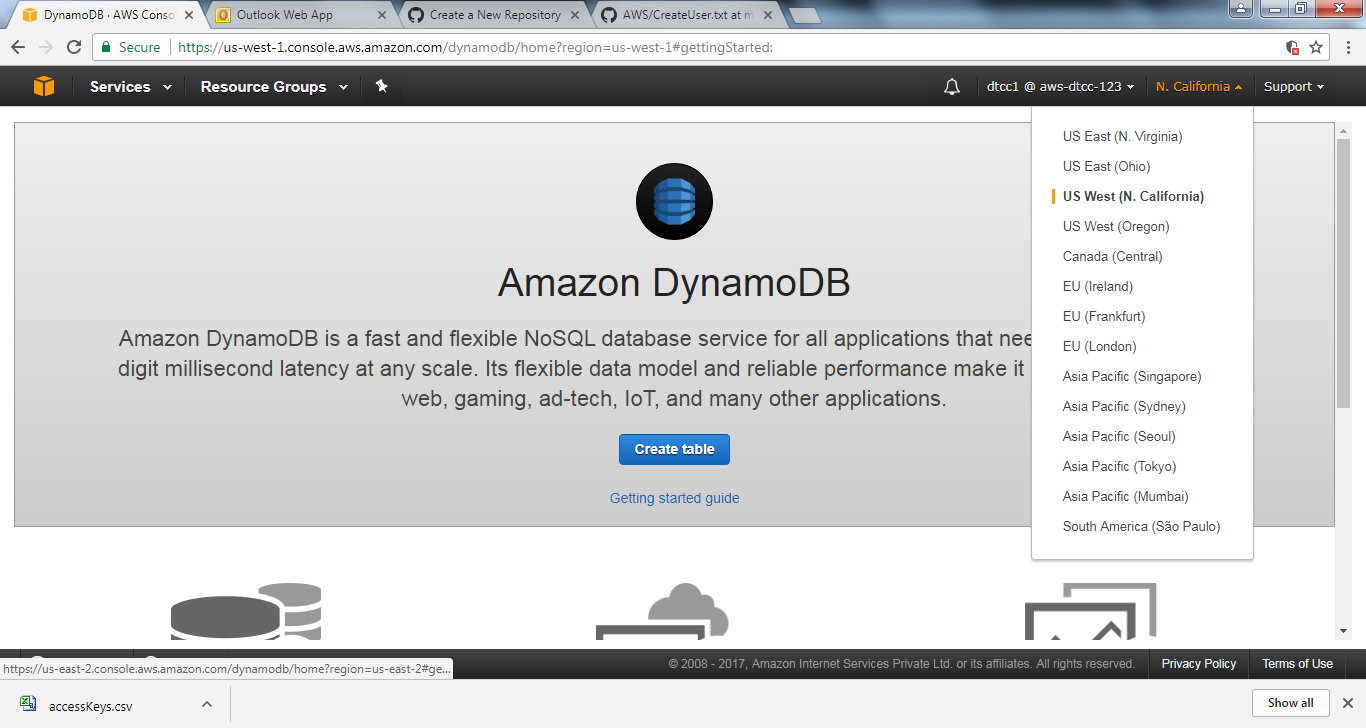 DynamoDB · AWS Conso
Outlook Web App
Create a New Repository
AWS/CreateUser.txt at m
Secure
https://us-west-1.console.aws.amazon.com/dynamodb/home?region=us-west-1#gettingStarted:
Services
Resource Groups
dtcc1 @ aws-dtcc-123
N. California
Support
US East (N. Virginia)
US East (Ohio)
US West (N. California)
US West (Oregon)
Canada (Central)
EU (Ireland)
EU (Frankfurt)
EU (London)
Asia Pacific (Singapore)
Asia Pacific (Sydney)
Asia Pacific (Seoul)
Asia Pacific (Tokyo)
Asia Pacific (Mumbai)
South America (São Paulo)
Amazon DynamoDB
Amazon DynamoDB is a fast and flexible NoSQL database service for all applications that nee
digit millisecond latency at any scale. Its flexible data model and reliable performance make it
web, gaming, ad-tech, IoT, and many other applications.
Create table
Getting started guide
https://us-east-2.console.aws.amazon.com/dynamodb/home?region=us-east-2#ge...
© 2008 - 2017, Amazon Internet Services Private Ltd. or its affiliates. All rights reserved.
Privacy Policy
Terms of Use
accessKeys.csv
Show all